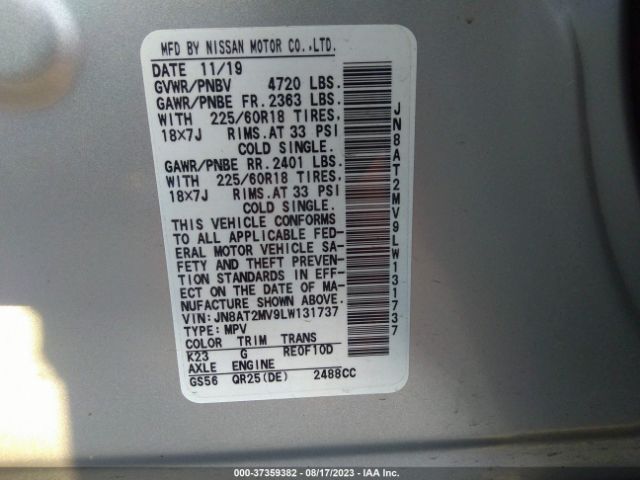 MFD BY NISSAN MOTOR CO.,LTD.
DATE 11/19
GVWR/PNBV 4720 LBS.
GAWR/PNBE FR. 2363 LBS.
WITH 225/60R18 TIRES,
18X7J RIMS.AT 33 PSI
COLD SINGLE.
GAWR/PNBE RR. 2401 LBS.
WITH 225/60R18 TIRES,
18X7J RIMS.AT 33 PSI
COLD SINGLE.
THIS VEHICLE CONFORMS
TO ALL APPLICABLE FED-
ERAL MOTOR VEHICLE SA-
FETY AND THEFT PREVEN-
TION STANDARDS IN EFF-
ECT ON THE DATE OF MA-
NUFACTURE SHOWN ABOVE.
VIN:JN8AT2MV9LW131737
TYPE: MPV
COLOR TRIM TRANS
K23 G RE0F10D
AXLE ENGINE
GS56 QR25(DE) 2488CC
JN8AT2MV9LW131737
000-37359382 - 08/17/2023 - IAA Inc.